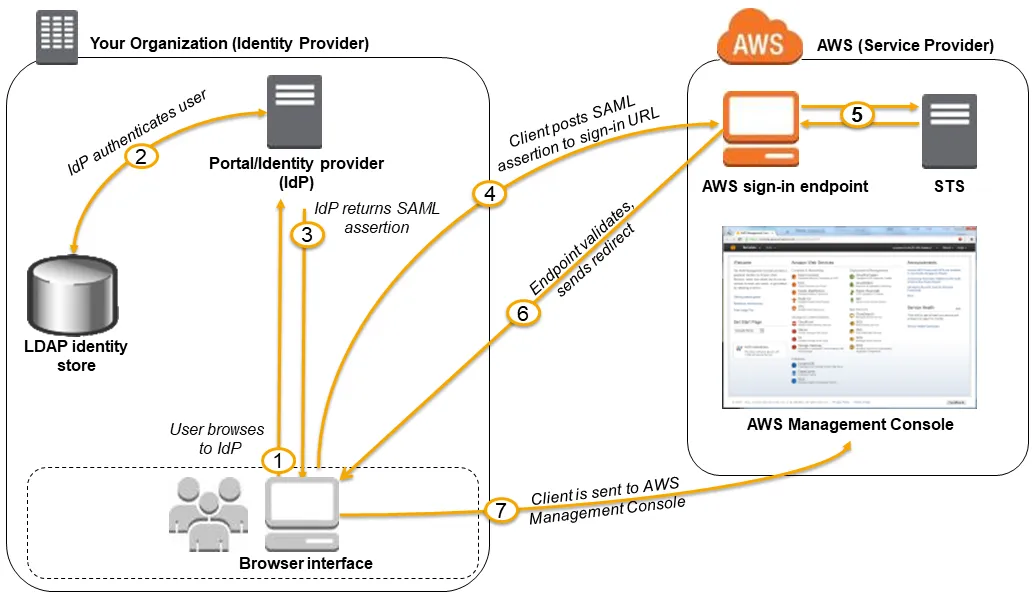 Your Organization (Identity Provider)
AWS
AWS (Service Provider)
IdP authenticates user
2
Portal/Identity provider
(IdP)
LDAP identity
store
3
IdP returns SAML
assertion
Client posts SAML
assertion to sign-in URL
4
5
AWS sign-in endpoint
STS
Endpoint validates,
sends redirect
6
AWS Management Console
User browses
to IdP
1
Browser interface
7
Client is sent to AWS
Management Console